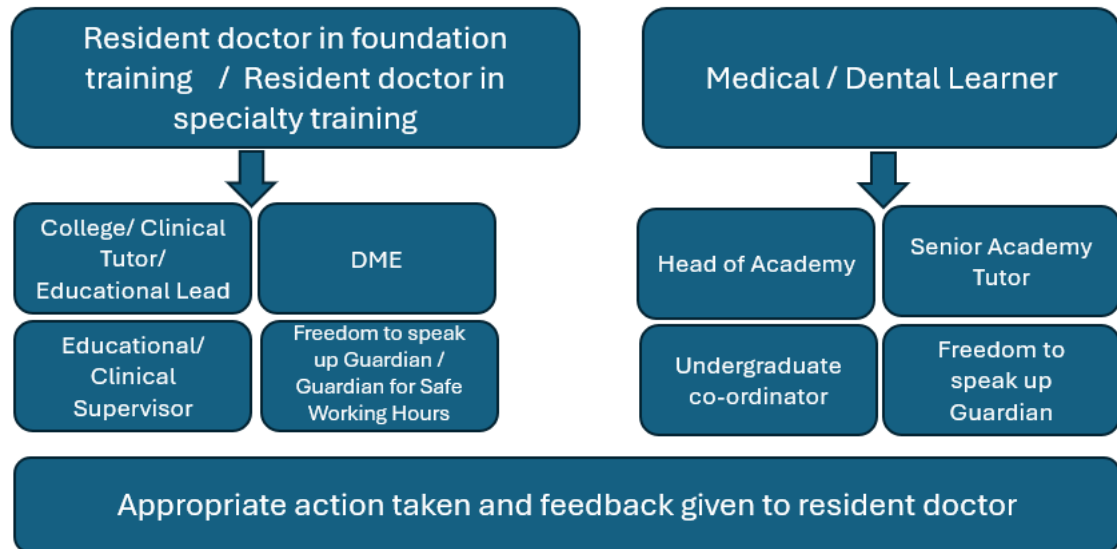 Resident doctor in foundation
training / Resident doctor in
specialty training
Medical / Dental Learner
College/ Clinical
Tutor/
Educational Lead
DME
Educational/
Clinical
Supervisor
Freedom to speak
up Guardian /
Guardian for Safe
Working Hours
Head of Academy
Senior Academy
Tutor
Undergraduate
co-ordinator
Freedom to
speak up
Guardian
Appropriate action taken and feedback given to resident doctor